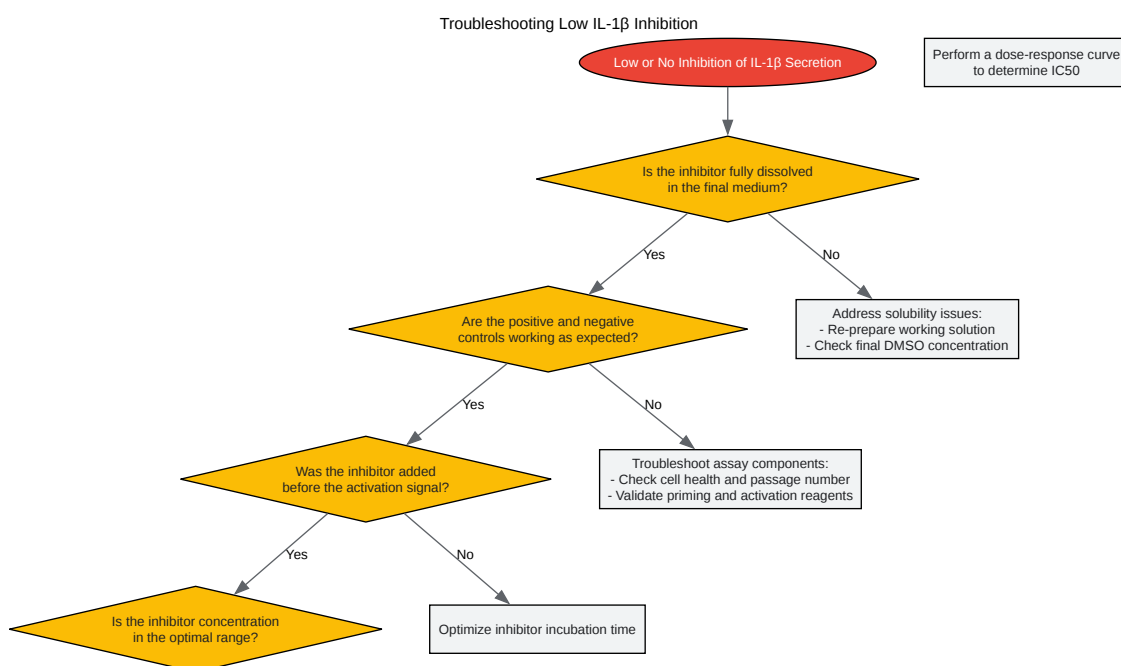 Troubleshooting Low IL-1β Inhibition
Low or No Inhibition of IL-1β Secretion
Perform a dose-response curve
to determine IC50
Is the inhibitor fully dissolved
in the final medium?
Yes
No
Are the positive and negative
controls working as expected?
Address solubility issues:
- Re-prepare working solution
- Check final DMSO concentration
Yes
No
Was the inhibitor added
before the activation signal?
Troubleshoot assay components:
- Check cell health and passage number
- Validate priming and activation reagents
Yes
No
Is the inhibitor concentration
in the optimal range?
Optimize inhibitor incubation time